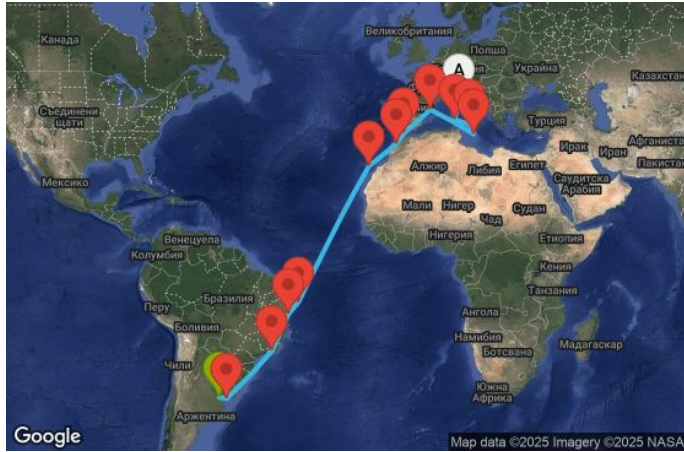 Канада
Великобритания
Полша
A
Украйна
Казахстан
Съединени
щати
Турция
Афганистан
Ирак
Иран
Пакистан
Алжир
Либия
Египет
Саудитска
Арабия
Мексико
Мали
Нигер
Чад
Судан
Венецуела
Нигерия
Етиопия
Колумбия
Кения
Перу
Бразилия
Танзания
Боливия
Ангола
Намибия
Мадагаскар
Ботсвана
Чили
Южна
Африка
Аржентина
Google
Map data ©2025 Imagery ©2025 NASA